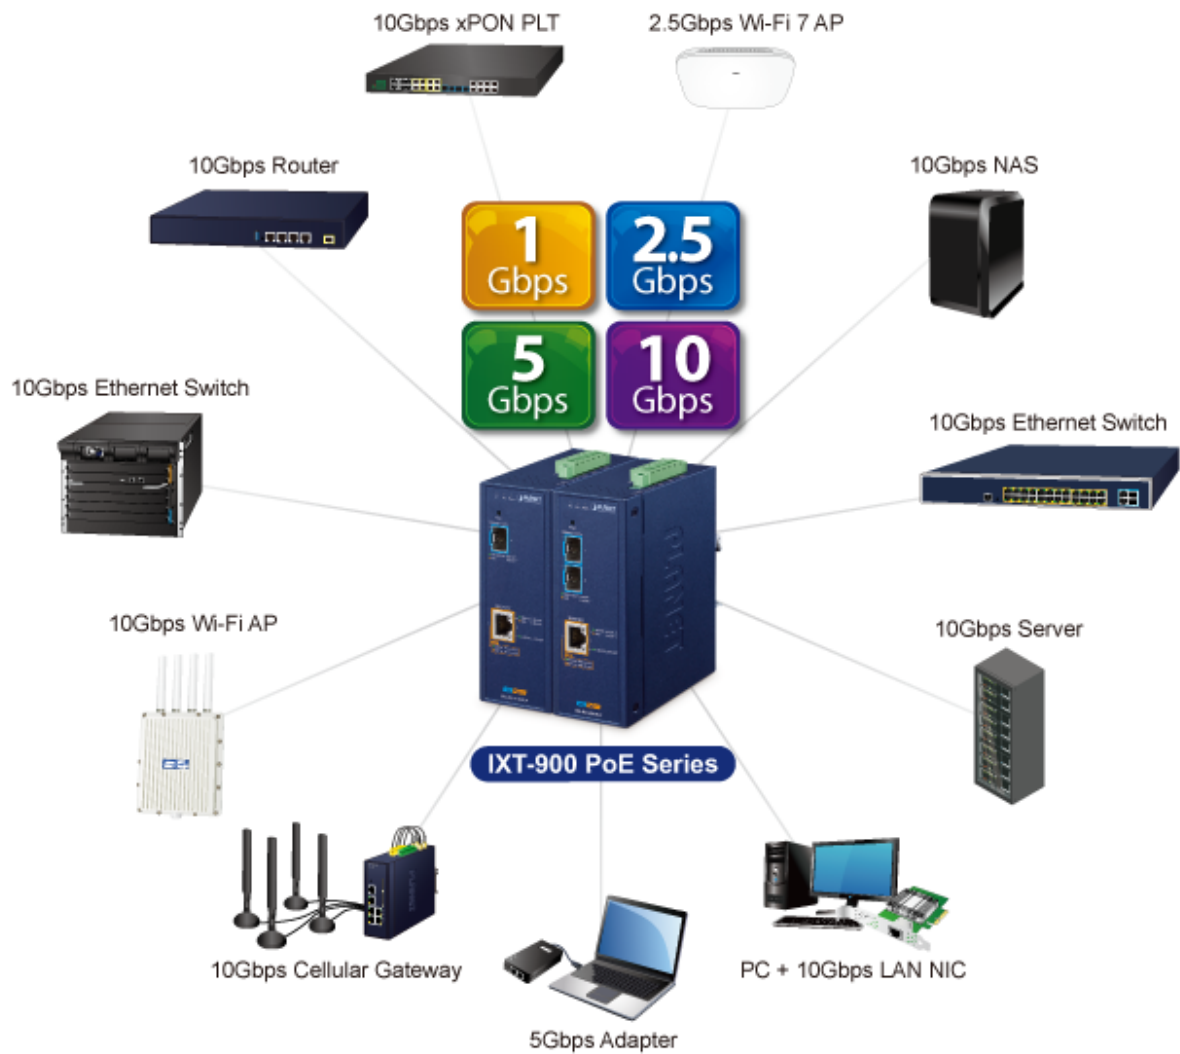 10Gbps xPON PLT
2.5Gbps Wi-Fi 7 AP
10Gbps Router
10Gbps NAS
1
Gbps
2.5
Gbps
5
Gbps
10
Gbps
10Gbps Ethernet Switch
10Gbps Ethernet Switch
PLANET
10Gbps Wi-Fi AP
10Gbps Server
IXT-900 PoE Series
10Gbps Cellular Gateway
PC + 10Gbps LAN NIC
5Gbps Adapter